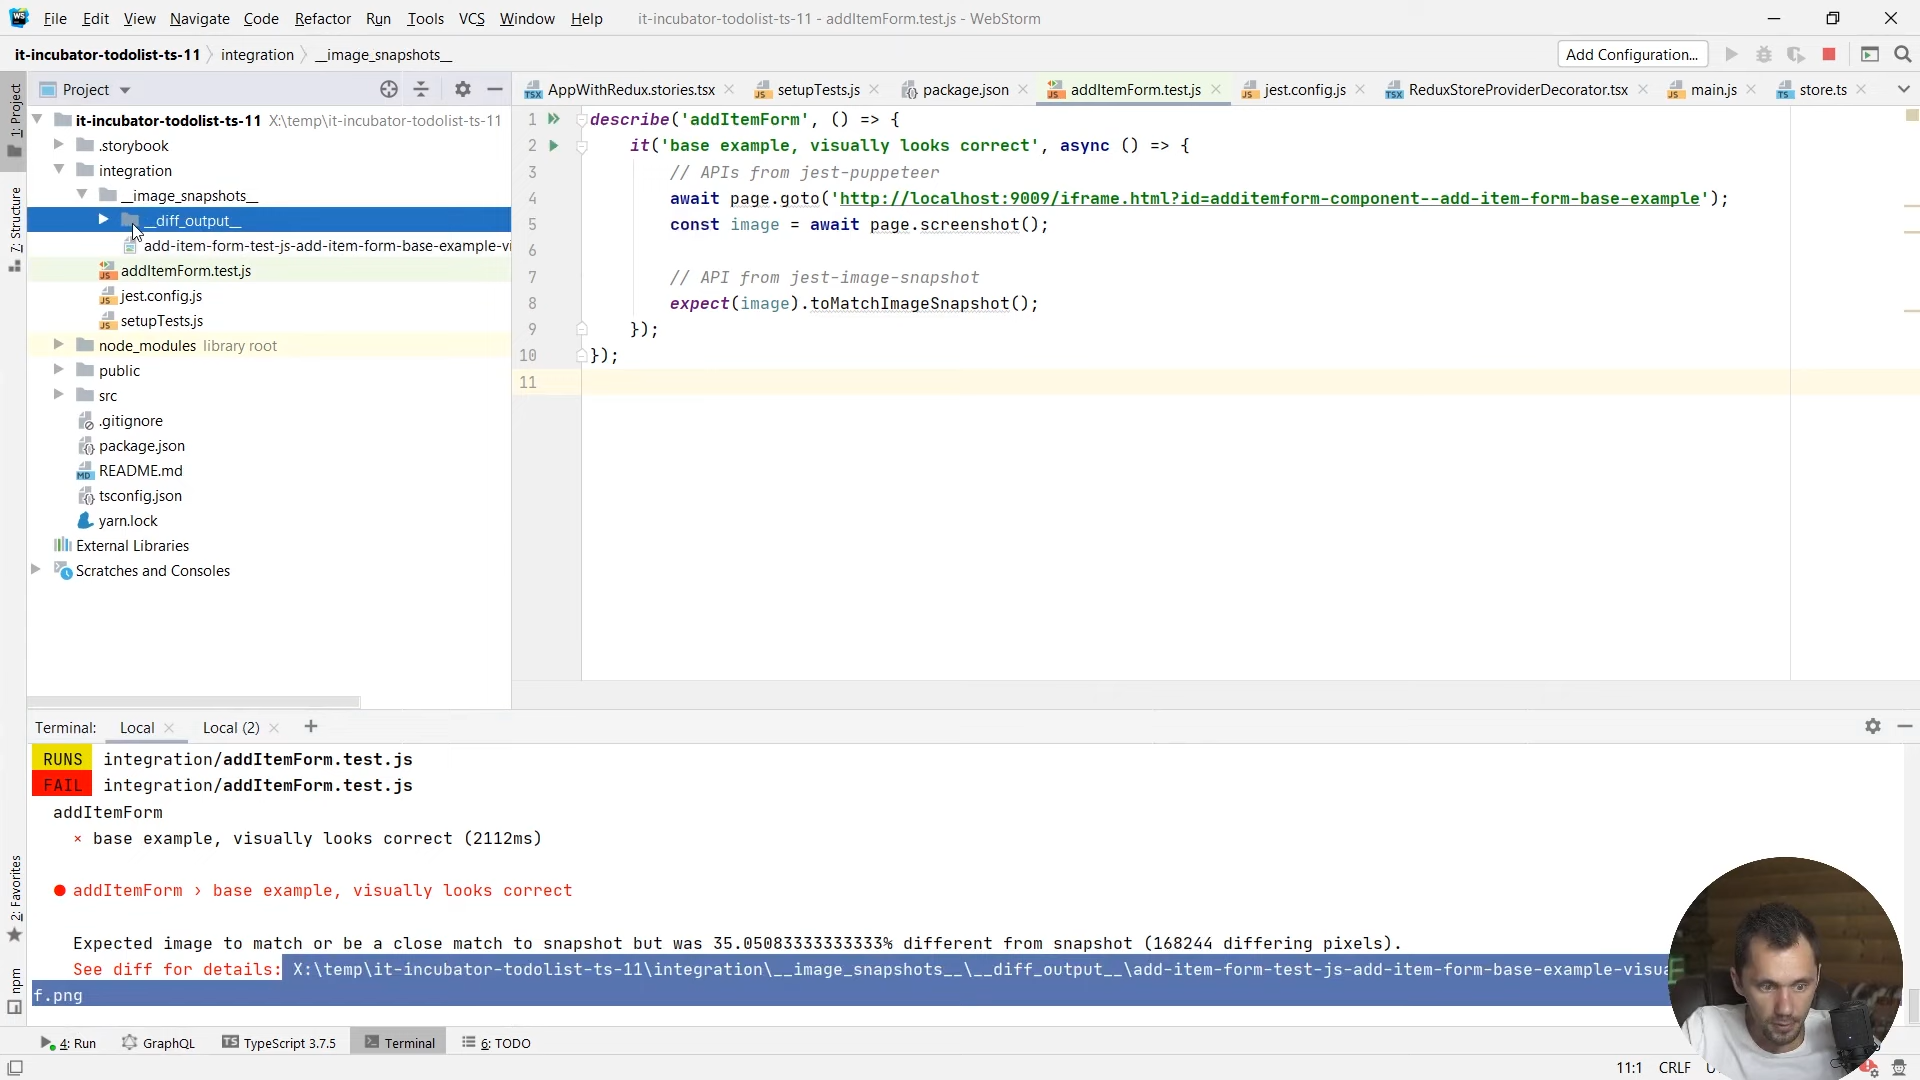 File Edit View Navigate Code Refactor Run Tools VCS Window Help it-incubator-todolist-ts-11 - addItemForm.test.js - WebStorm
it-incubator-todolist-ts-11 integration __image_snapshots__ Add Configuration...
Project
AppWithRedux.stories.tsx setupTests.js package.json addItemForm.test.js jest.config.js ReduxStoreProviderDecorator.tsx main.js store.ts
1: Project
7: Structure
2: Favorites
npm
it-incubator-todolist-ts-11 X:\temp\it-incubator-todolist-ts-11
.storybook
integration
__image_snapshots__
__diff_output__
add-item-form-test-js-add-item-form-base-example-vi
addItemForm.test.js
jest.config.js
setupTests.js
node_modules library root
public
src
.gitignore
package.json
README.md
tsconfig.json
yarn.lock
External Libraries
Scratches and Consoles
1 describe('addItemForm', () => {
2 it('base example, visually looks correct', async () => {
3 // APIs from jest-puppeteer
4 await page.goto('http://localhost:9009/iframe.html?id=additemform-component--add-item-form-base-example');
5 const image = await page.screenshot();
6
7 // API from jest-image-snapshot
8 expect(image).toMatchImageSnapshot();
9 });
10 });
11
Terminal: Local Local (2) +
RUNS integration/addItemForm.test.js
FAIL integration/addItemForm.test.js
addItemForm
× base example, visually looks correct (2112ms)
● addItemForm › base example, visually looks correct
Expected image to match or be a close match to snapshot but was 35.05083333333333% different from snapshot (168244 differing pixels).
See diff for details: X:\temp\it-incubator-todolist-ts-11\integration\__image_snapshots__\__diff_output__\add-item-form-test-js-add-item-form-base-example-visua
f.png
4: Run GraphQL TypeScript 3.7.5 Terminal 6: TODO
11:1 CRLF